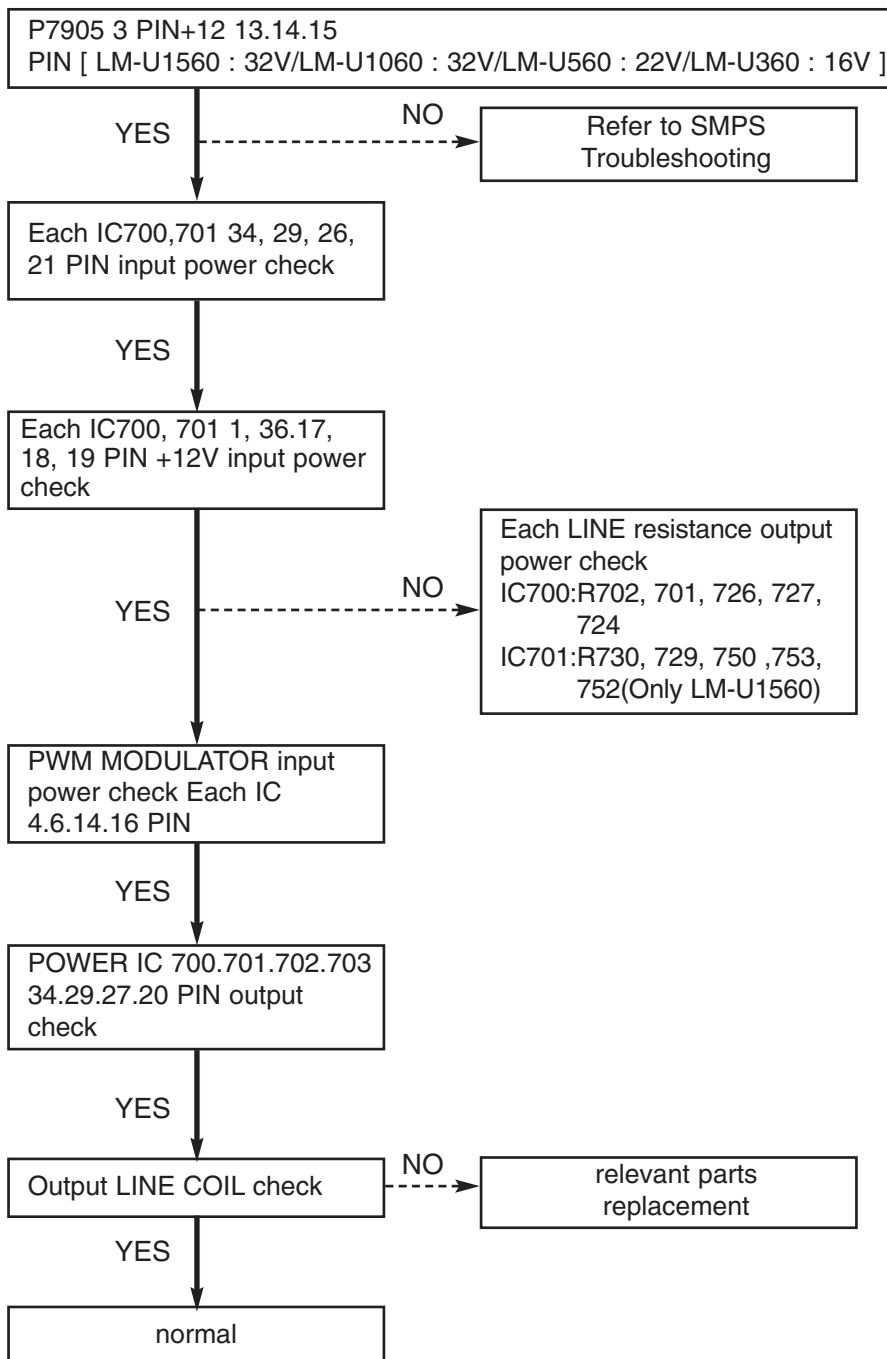 P7905 3 PIN+12 13.14.15
PIN [ LM-U1560 : 32V/LM-U1060 : 32V/LM-U560 : 22V/LM-U360 : 16V ]
YES
NO
Refer to SMPS
Troubleshooting
Each IC700,701 34, 29, 26,
21 PIN input power check
YES
Each IC700, 701 1, 36.17,
18, 19 PIN +12V input power
check
YES
NO
Each LINE resistance output
power check
IC700:R702, 701, 726, 727,
724
IC701:R730, 729, 750 ,753,
752(Only LM-U1560)
PWM MODULATOR input
power check Each IC
4.6.14.16 PIN
YES
POWER IC 700.701.702.703
34.29.27.20 PIN output
check
YES
Output LINE COIL check
NO
relevant parts
replacement
YES
normal